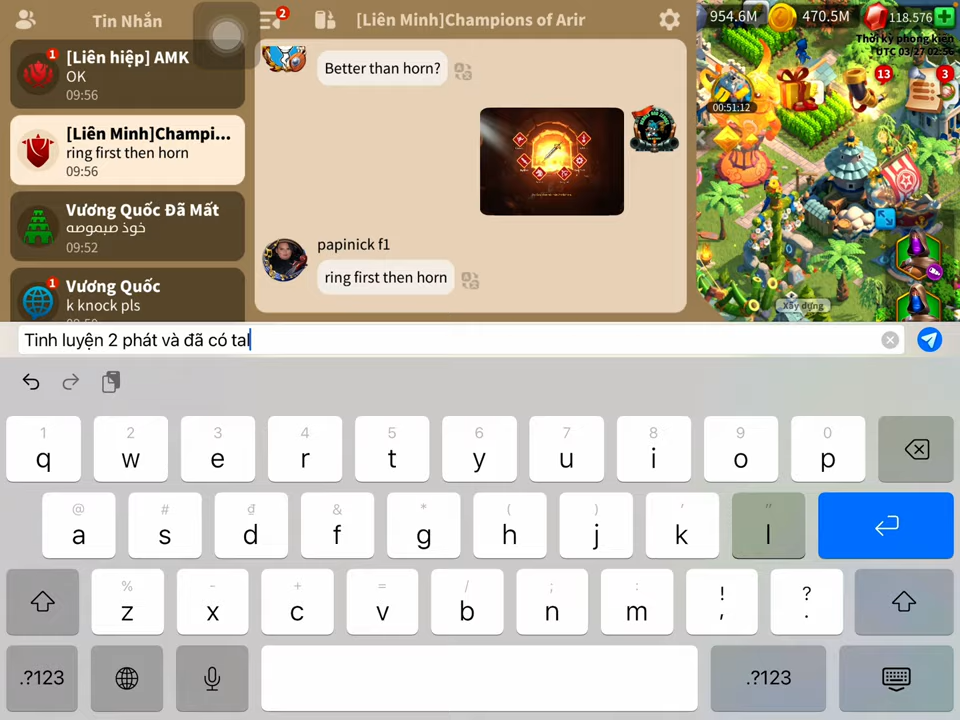 Tin Nhắn
2
[Liên Minh]Champions of Arir
954.6M
470.5M
118.576
Thời kỳ phong kiến
UTC 03/27 02:56
1
[Liên hiệp] AMK
OK
09:56
[Liên Minh]Champi...
ring first then horn
09:56
Vương Quốc Đã Mất
خوذ صيموصه
09:52
1
Vương Quốc
k knock pls
Better than horn?
papinick f1
ring first then horn
00:51:12
13
3
Xây dựng
Tinh luyện 2 phát và đã có tal
1 2 3 4 5 6 7 8 9 0
q w e r t y u i o p
@ # ₫ & * ( ) ' "
a s d f g h j k l
% - + = / ; : ! ?
z x c v b n m , .
.?123
.?123